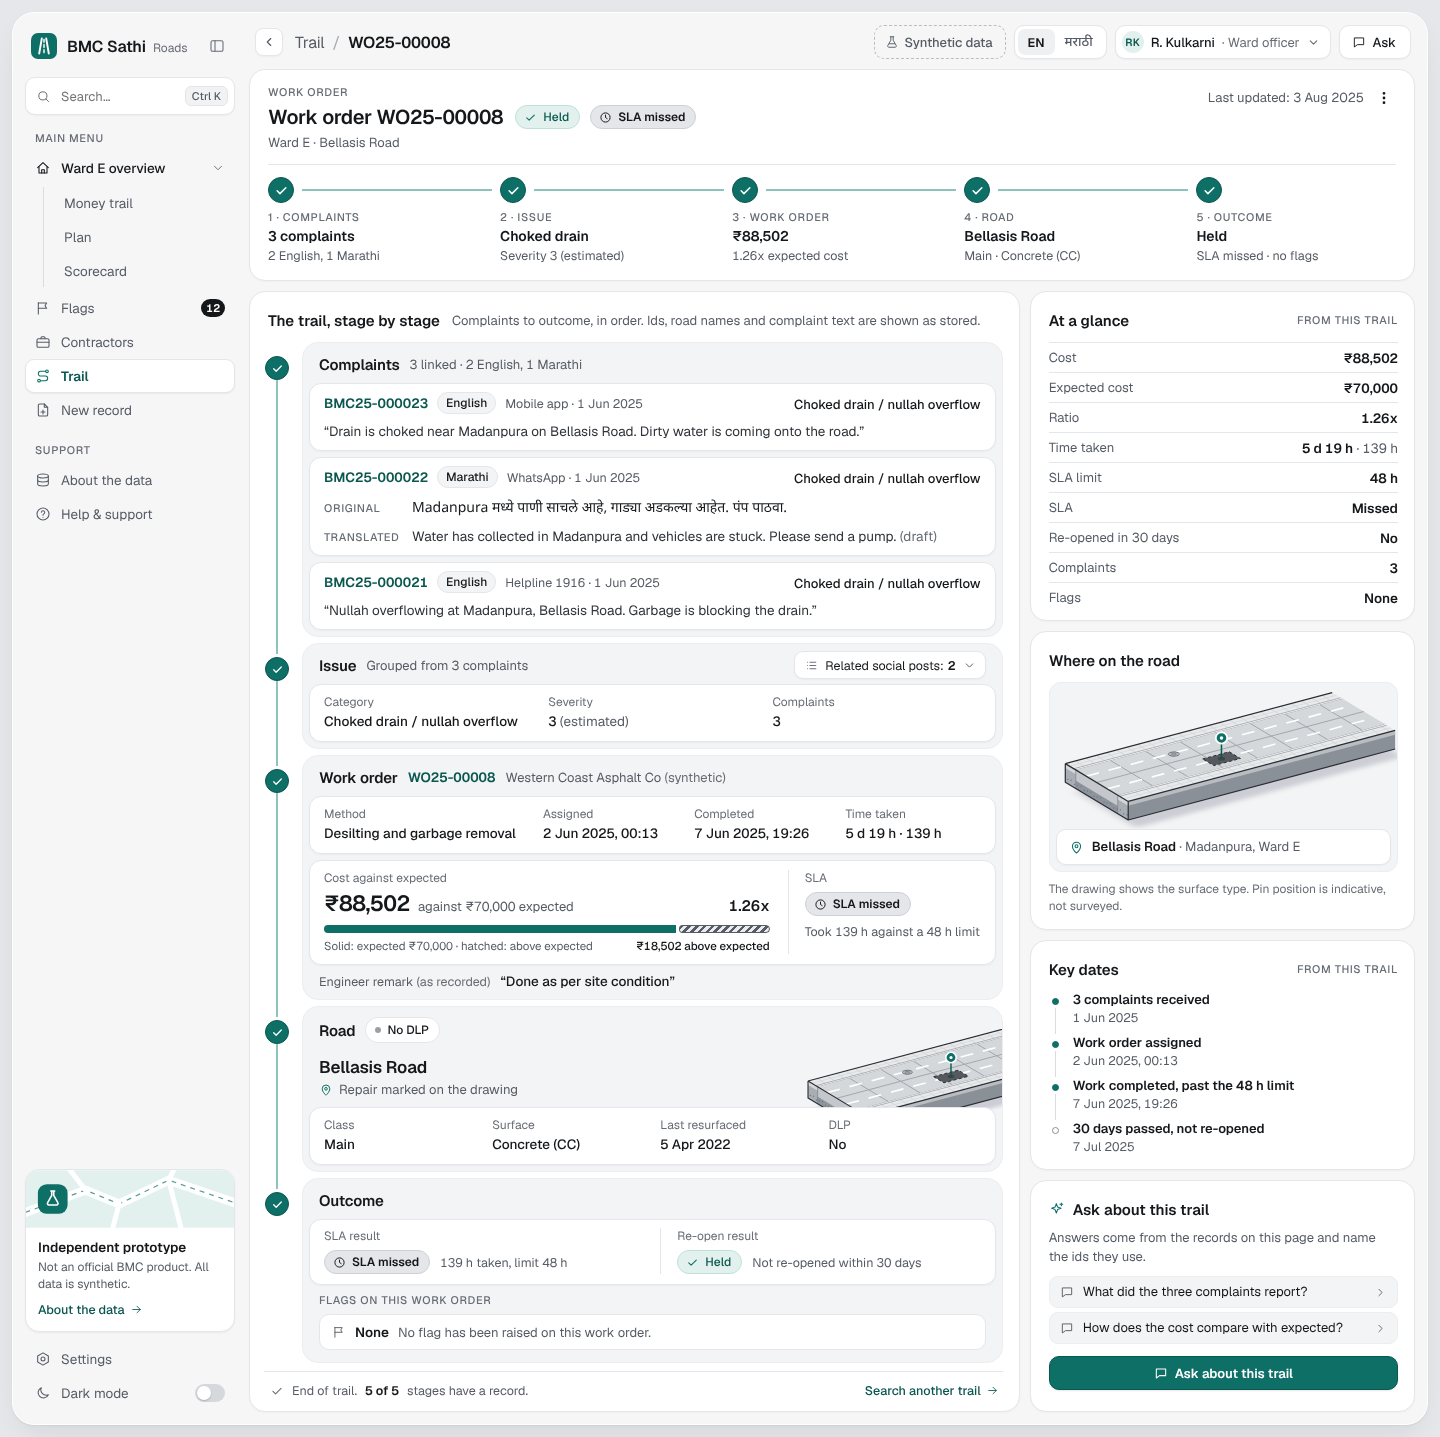 BMC Sathi Roads
Search…
Ctrl K
MAIN MENU
Ward E overview
Money trail
Plan
Scorecard
Flags
12
Contractors
Trail
New record
SUPPORT
About the data
Help & support
Independent prototype
Not an official BMC product. All
data is synthetic.
About the data →
Settings
Dark mode
Trail / WO25-00008
Synthetic data
EN
मराठी
RK
R. Kulkarni · Ward officer
Ask
WORK ORDER
Work order WO25-00008
Held
SLA missed
Ward E · Bellasis Road
Last updated: 3 Aug 2025
1 · COMPLAINTS
3 complaints
2 English, 1 Marathi
2 · ISSUE
Choked drain
Severity 3 (estimated)
3 · WORK ORDER
₹88,502
1.26x expected cost
4 · ROAD
Bellasis Road
Main · Concrete (CC)
5 · OUTCOME
Held
SLA missed · no flags
The trail, stage by stage
Complaints to outcome, in order. Ids, road names and complaint text are shown as stored.
Complaints
3 linked · 2 English, 1 Marathi
BMC25-000023
English
Mobile app · 1 Jun 2025
Choked drain / nullah overflow
“Drain is choked near Madanpura on Bellasis Road. Dirty water is coming onto the road.”
BMC25-000022
Marathi
WhatsApp · 1 Jun 2025
Choked drain / nullah overflow
ORIGINAL
Madanpura मध्ये पाणी साचले आहे, गाड्या अडकल्या आहेत. पंप पाठवा.
TRANSLATED
Water has collected in Madanpura and vehicles are stuck. Please send a pump. (draft)
BMC25-000021
English
Helpline 1916 · 1 Jun 2025
Choked drain / nullah overflow
“Nullah overflowing at Madanpura, Bellasis Road. Garbage is blocking the drain.”
Issue
Grouped from 3 complaints
Related social posts: 2
Category
Choked drain / nullah overflow
Severity
3 (estimated)
Complaints
3
Work order
WO25-00008
Western Coast Asphalt Co (synthetic)
Method
Desilting and garbage removal
Assigned
2 Jun 2025, 00:13
Completed
7 Jun 2025, 19:26
Time taken
5 d 19 h · 139 h
Cost against expected
₹88,502 against ₹70,000 expected
1.26x
Solid: expected ₹70,000 · hatched: above expected
₹18,502 above expected
SLA
SLA missed
Took 139 h against a 48 h limit
Engineer remark (as recorded)
“Done as per site condition”
Road
No DLP
Bellasis Road
Repair marked on the drawing
Class
Main
Surface
Concrete (CC)
Last resurfaced
5 Apr 2022
DLP
No
Outcome
SLA result
SLA missed
139 h taken, limit 48 h
Re-open result
Held
Not re-opened within 30 days
FLAGS ON THIS WORK ORDER
None
No flag has been raised on this work order.
End of trail. 5 of 5 stages have a record.
Search another trail →
At a glance
FROM THIS TRAIL
Cost
₹88,502
Expected cost
₹70,000
Ratio
1.26x
Time taken
5 d 19 h · 139 h
SLA limit
48 h
SLA
Missed
Re-opened in 30 days
No
Complaints
3
Flags
None
Where on the road
Bellasis Road · Madanpura, Ward E
The drawing shows the surface type. Pin position is indicative,
not surveyed.
Key dates
FROM THIS TRAIL
3 complaints received
1 Jun 2025
Work order assigned
2 Jun 2025, 00:13
Work completed, past the 48 h limit
7 Jun 2025, 19:26
30 days passed, not re-opened
7 Jul 2025
Ask about this trail
Answers come from the records on this page and name
the ids they use.
What did the three complaints report?
How does the cost compare with expected?
Ask about this trail